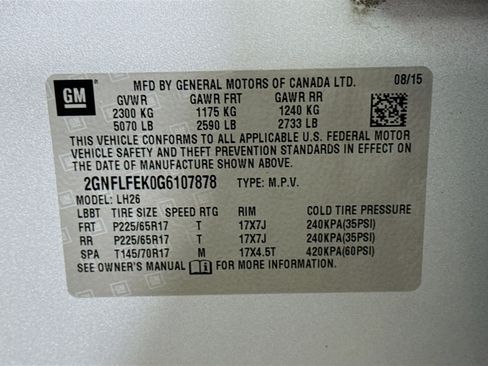 GM
MFD BY GENERAL MOTORS OF CANADA LTD. 08/15
GVWR GAWR FRT GAWR RR
2300 KG 1175 KG 1240 KG
5070 LB 2590 LB 2733 LB
THIS VEHICLE CONFORMS TO ALL APPLICABLE U.S. FEDERAL MOTOR
VEHICLE SAFETY AND THEFT PREVENTION STANDARDS IN EFFECT ON
THE DATE OF MANUFACTURE SHOWN ABOVE.
2GNFLFEK0G6107878 TYPE: M.P.V.
MODEL: LH26
LBBT TIRE SIZE SPEED RTG RIM COLD TIRE PRESSURE
FRT P225/65R17 T 17X7J 240KPA(35PSI)
RR P225/65R17 T 17X7J 240KPA(35PSI)
SPA T145/70R17 M 17X4.5T 420KPA(60PSI)
SEE OWNER'S MANUAL FOR MORE INFORMATION.